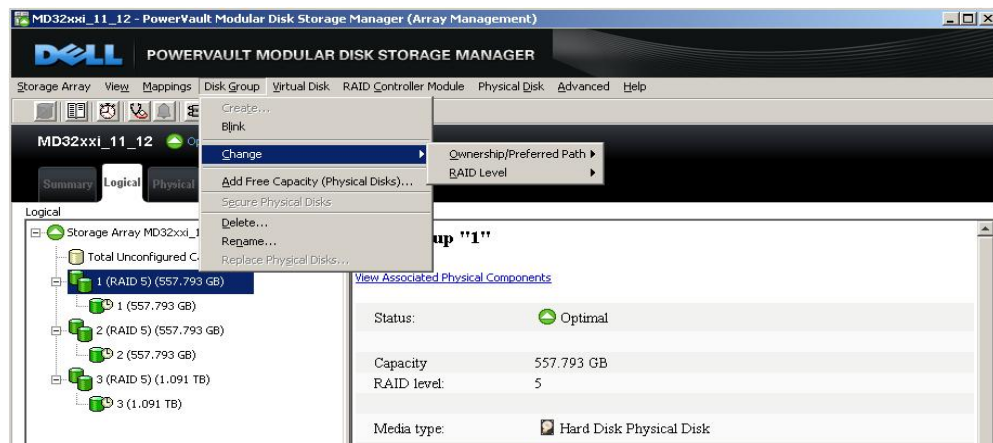 MD32xxi_11_12 - PowerVault Modular Disk Storage Manager (Array Management)
DELL POWERVAULT MODULAR DISK STORAGE MANAGER
Storage Array View Mappings Disk Group Virtual Disk RAID Controller Module Physical Disk Advanced Help
Create...
Blink
Change
Ownership/Preferred Path
RAID Level
Add Free Capacity (Physical Disks)...
Secure Physical Disks
Delete...
Rename...
Replace Physical Disks...
MD32xxi_11_12 Op
Summary Logical Physical
Logical
Storage Array MD32xxi_1
Total Unconfigured C
1 (RAID 5) (557.793 GB)
1 (557.793 GB)
2 (RAID 5) (557.793 GB)
2 (557.793 GB)
3 (RAID 5) (1.091 TB)
3 (1.091 TB)
up "1"
View Associated Physical Components
Status: Optimal
Capacity 557.793 GB
RAID level: 5
Media type: Hard Disk Physical Disk